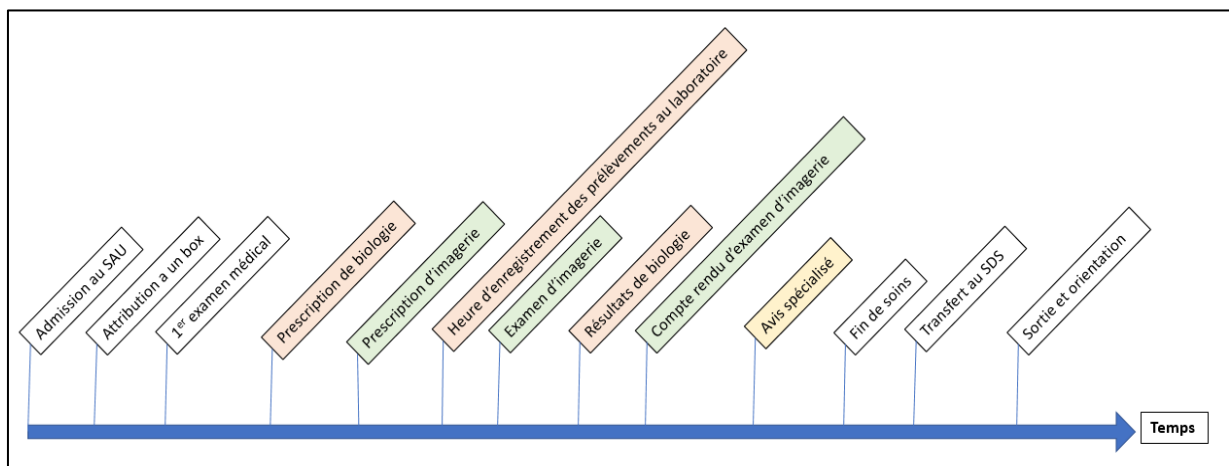 Admission au SAU
Attribution a un box
1er examen médical
Prescription de biologie
Prescription d'imagerie
Heure d'enregistrement des prélèvements au laboratoire
Examen d'imagerie
Résultats de biologie
Compte rendu d'examen d'imagerie
Avis spécialisé
Fin de soins
Transfert au SDS
Sortie et orientation
Temps